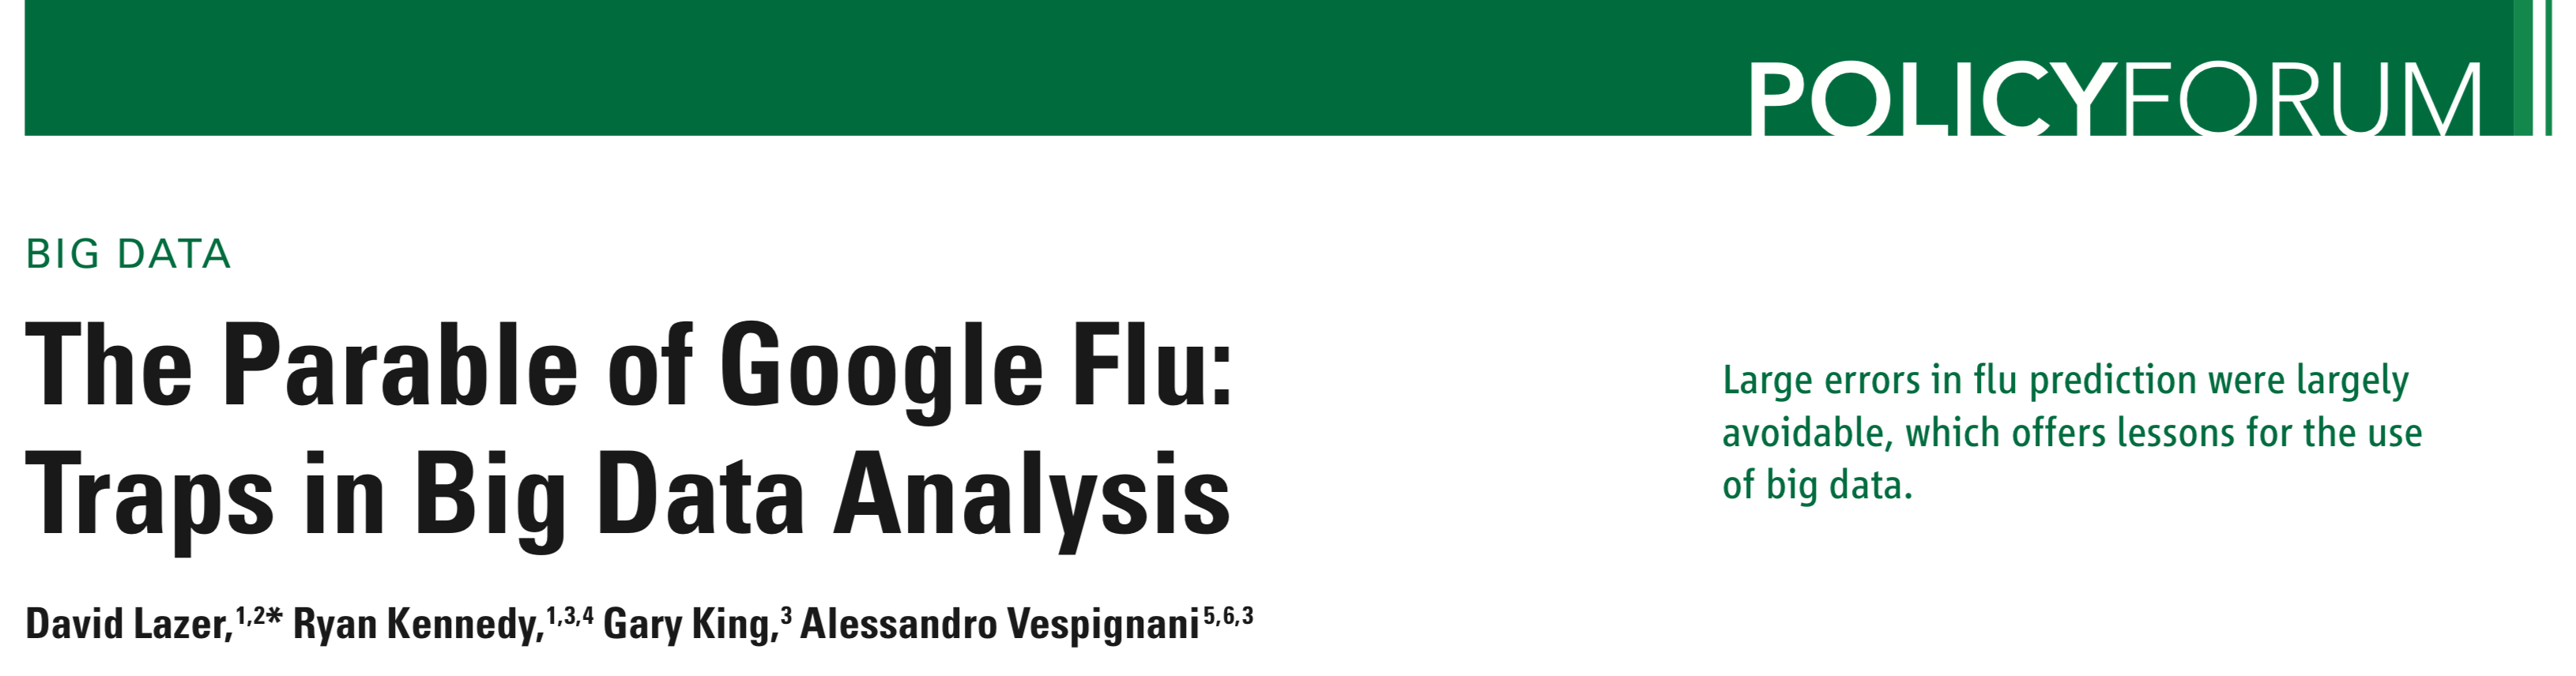 POLICYFORUM
BIG DATA
The Parable of Google Flu:
Traps in Big Data Analysis
Large errors in flu prediction were largely
avoidable, which offers lessons for the use
of big data.
David Lazer,1,2* Ryan Kennedy,1,3,4 Gary King,3 Alessandro Vespignani5,6,3